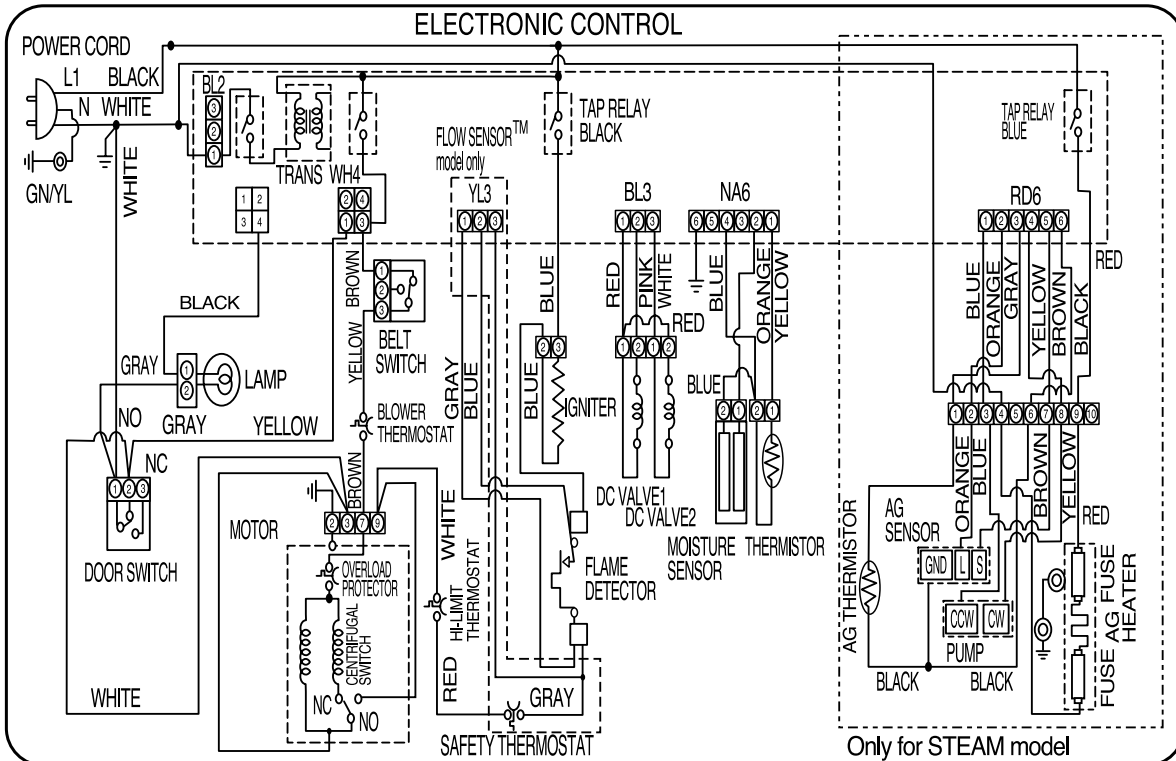 ELECTRONIC CONTROL
POWER CORD
L1 BLACK
N WHITE
GN/YL
WHITE
BL2
3
2
1
TRANS
WH4
2 4
1 3
1 2
3 4
TAP RELAY
BLACK
FLOW SENSOR™
model only
YL3
1 2 3
BL3
1 2 3
NA6
6 5 4 3 2 1
TAP RELAY
BLUE
RD6
1 2 3 4 5 6
RED
BLACK
BROWN
1
2
3
BELT
SWITCH
YELLOW
GRAY
1
2
LAMP
GRAY
NO
YELLOW
BLOWER
THERMOSTAT
BROWN
NC
1 2 3
DOOR SWITCH
MOTOR
2 3 7 9
OVERLOAD
PROTECTOR
CENTRIFUGAL
SWITCH
NC
NO
WHITE
WHITE
HI-LIMIT
THERMOSTAT
RED
GRAY
BLUE
BLUE
BLUE
2 3
IGNITER
FLAME
DETECTOR
GRAY
SAFETY THERMOSTAT
RED
PINK
WHITE
RED
1 2 1 2
DC VALVE1
DC VALVE2
BLUE
ORANGE
YELLOW
BLUE
2 1 2 1
MOISTURE
SENSOR
THERMISTOR
BLUE
ORANGE
GRAY
YELLOW
BROWN
BLACK
1 2 3 4 5 6 7 8 9 10
ORANGE
BLUE
BROWN
YELLOW
RED
AG THERMISTOR
AG
SENSOR
GND L S
CCW CW
PUMP
BLACK
BLACK
FUSE
AG
HEATER
FUSE
Only for STEAM model